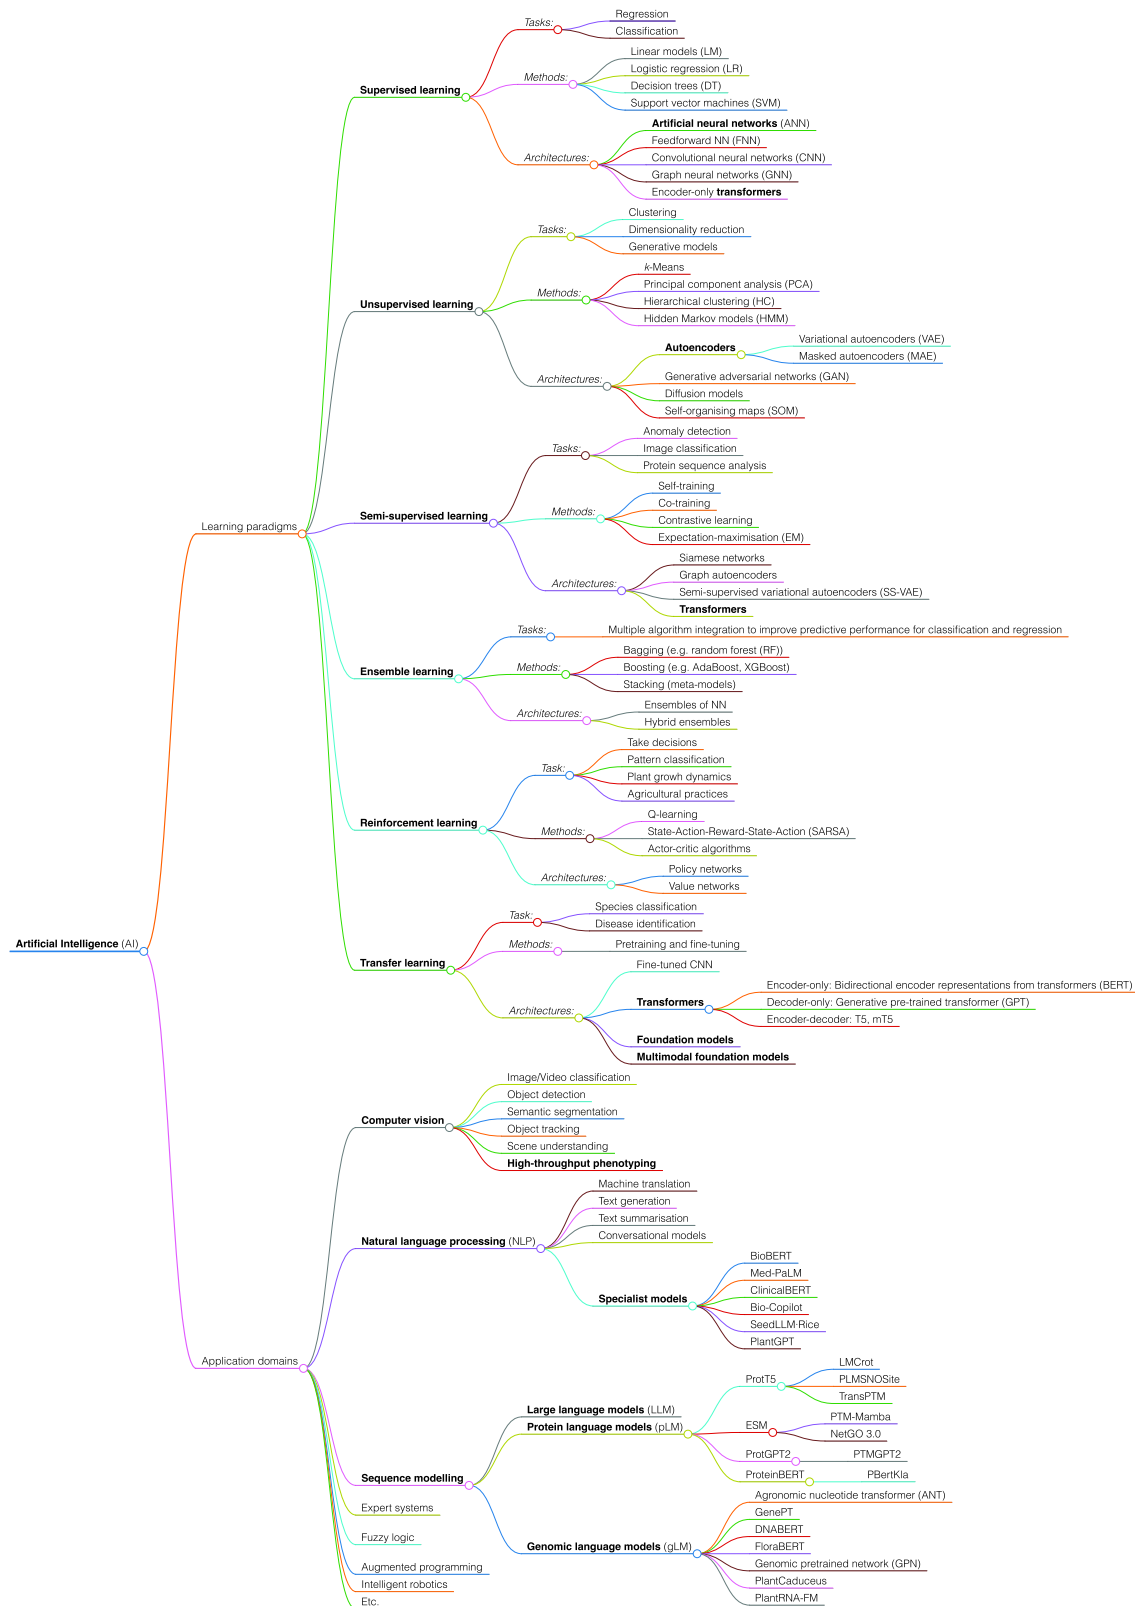 Artificial Intelligence (AI)
Learning paradigms
Supervised learning
Tasks:
Regression
Classification
Methods:
Linear models (LM)
Logistic regression (LR)
Decision trees (DT)
Support vector machines (SVM)
Architectures:
Artificial neural networks (ANN)
Feedforward NN (FNN)
Convolutional neural networks (CNN)
Graph neural networks (GNN)
Encoder-only transformers
Unsupervised learning
Tasks:
Clustering
Dimensionality reduction
Generative models
Methods:
k-Means
Principal component analysis (PCA)
Hierarchical clustering (HC)
Hidden Markov models (HMM)
Architectures:
Autoencoders
Variational autoencoders (VAE)
Masked autoencoders (MAE)
Generative adversarial networks (GAN)
Diffusion models
Self-organising maps (SOM)
Semi-supervised learning
Tasks:
Anomaly detection
Image classification
Protein sequence analysis
Methods:
Self-training
Co-training
Contrastive learning
Expectation-maximisation (EM)
Architectures:
Siamese networks
Graph autoencoders
Semi-supervised variational autoencoders (SS-VAE)
Transformers
Ensemble learning
Tasks:
Multiple algorithm integration to improve predictive performance for classification and regression
Methods:
Bagging (e.g. random forest (RF))
Boosting (e.g. AdaBoost, XGBoost)
Stacking (meta-models)
Architectures:
Ensembles of NN
Hybrid ensembles
Reinforcement learning
Task:
Take decisions
Pattern classification
Plant growh dynamics
Agricultural practices
Methods:
Q-learning
State-Action-Reward-State-Action (SARSA)
Actor-critic algorithms
Architectures:
Policy networks
Value networks
Transfer learning
Task:
Species classification
Disease identification
Methods:
Pretraining and fine-tuning
Architectures:
Fine-tuned CNN
Transformers
Encoder-only: Bidirectional encoder representations from transformers (BERT)
Decoder-only: Generative pre-trained transformer (GPT)
Encoder-decoder: T5, mT5
Foundation models
Multimodal foundation models
Application domains
Computer vision
Image/Video classification
Object detection
Semantic segmentation
Object tracking
Scene understanding
High-throughput phenotyping
Natural language processing (NLP)
Machine translation
Text generation
Text summarisation
Conversational models
Specialist models
BioBERT
Med-PaLM
ClinicalBERT
Bio-Copilot
SeedLLM·Rice
PlantGPT
Sequence modelling
Large language models (LLM)
Protein language models (pLM)
ProtT5
LMCrot
PLMSNOSite
TransPTM
ESM
PTM-Mamba
NetGO 3.0
ProtGPT2
PTMGPT2
ProteinBERT
PBertKla
Genomic language models (gLM)
Agronomic nucleotide transformer (ANT)
GenePT
DNABERT
FloraBERT
Genomic pretrained network (GPN)
PlantCaduceus
PlantRNA-FM
Expert systems
Fuzzy logic
Augmented programming
Intelligent robotics
Etc.